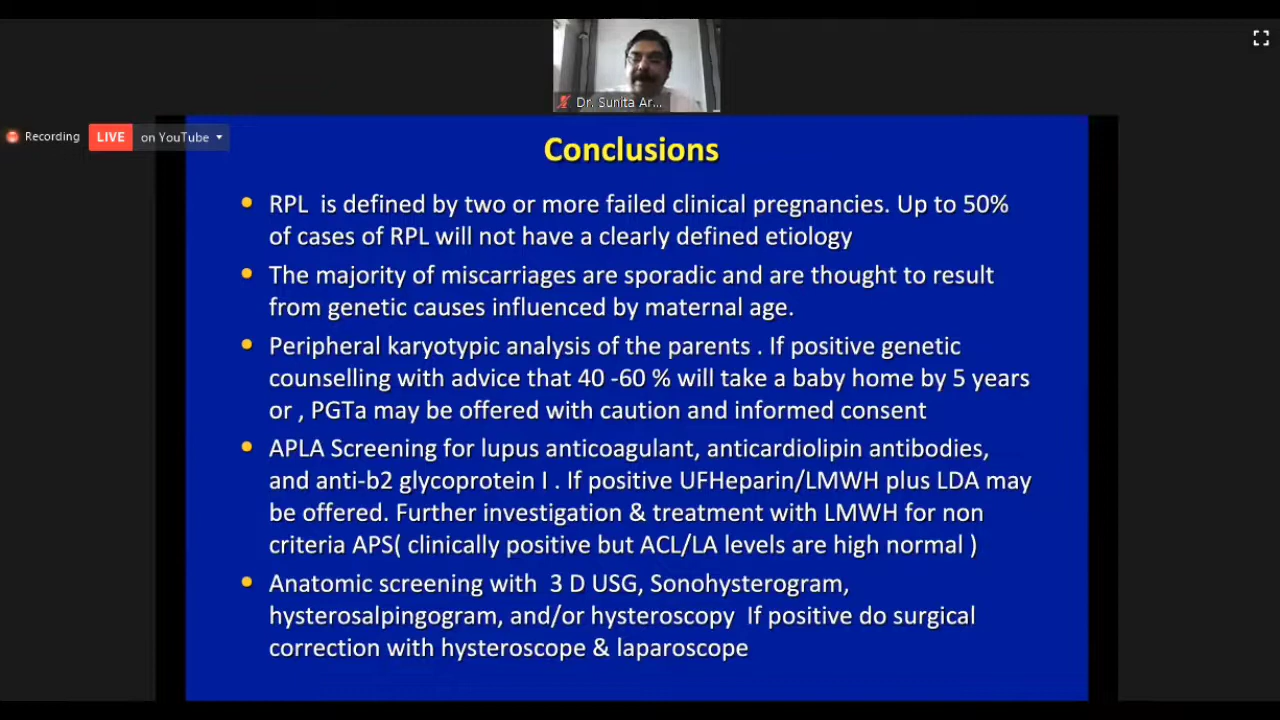 Dr. Sunita Ar...
Recording LIVE on YouTube
Conclusions
RPL is defined by two or more failed clinical pregnancies. Up to 50%
of cases of RPL will not have a clearly defined etiology
The majority of miscarriages are sporadic and are thought to result
from genetic causes influenced by maternal age.
Peripheral karyotypic analysis of the parents . If positive genetic
counselling with advice that 40 -60 % will take a baby home by 5 years
or , PGTa may be offered with caution and informed consent
APLA Screening for lupus anticoagulant, anticardiolipin antibodies,
and anti-b2 glycoprotein I . If positive UFHeparin/LMWH plus LDA may
be offered. Further investigation & treatment with LMWH for non
criteria APS( clinically positive but ACL/LA levels are high normal )
Anatomic screening with 3 D USG, Sonohysterogram,
hysterosalpingogram, and/or hysteroscopy If positive do surgical
correction with hysteroscope & laparoscope